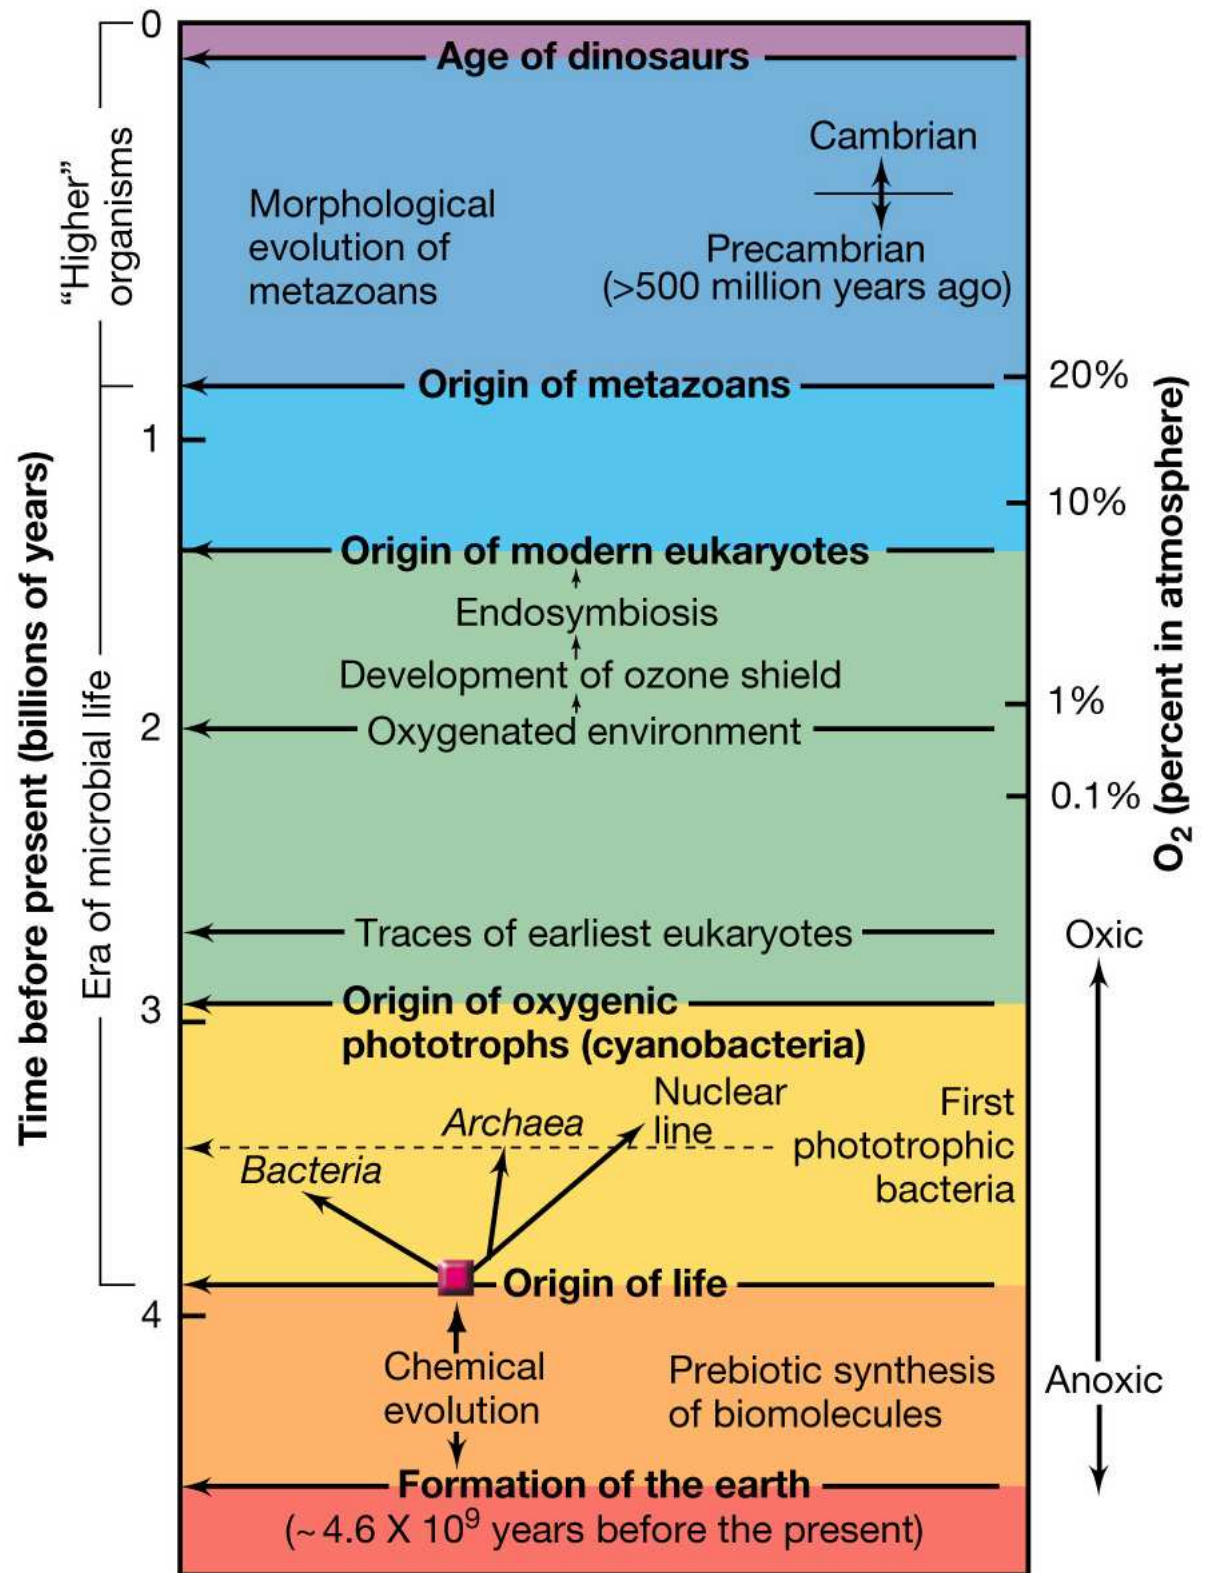 0
Age of dinosaurs
“Higher”
organisms
Cambrian
Morphological
evolution of
metazoans
Precambrian
(>500 million years ago)
Origin of metazoans
20%
1
10%
Origin of modern eukaryotes
Endosymbiosis
Development of ozone shield
1%
2
Oxygenated environment
0.1%
Time before present (billions of years)
Era of microbial life
O₂ (percent in atmosphere)
Traces of earliest eukaryotes
Oxic
3
Origin of oxygenic
phototrophs (cyanobacteria)
Nuclear
line
Archaea
Bacteria
First
phototrophic
bacteria
Origin of life
4
Chemical
evolution
Prebiotic synthesis
of biomolecules
Anoxic
Formation of the earth
(~4.6 X 10⁹ years before the present)